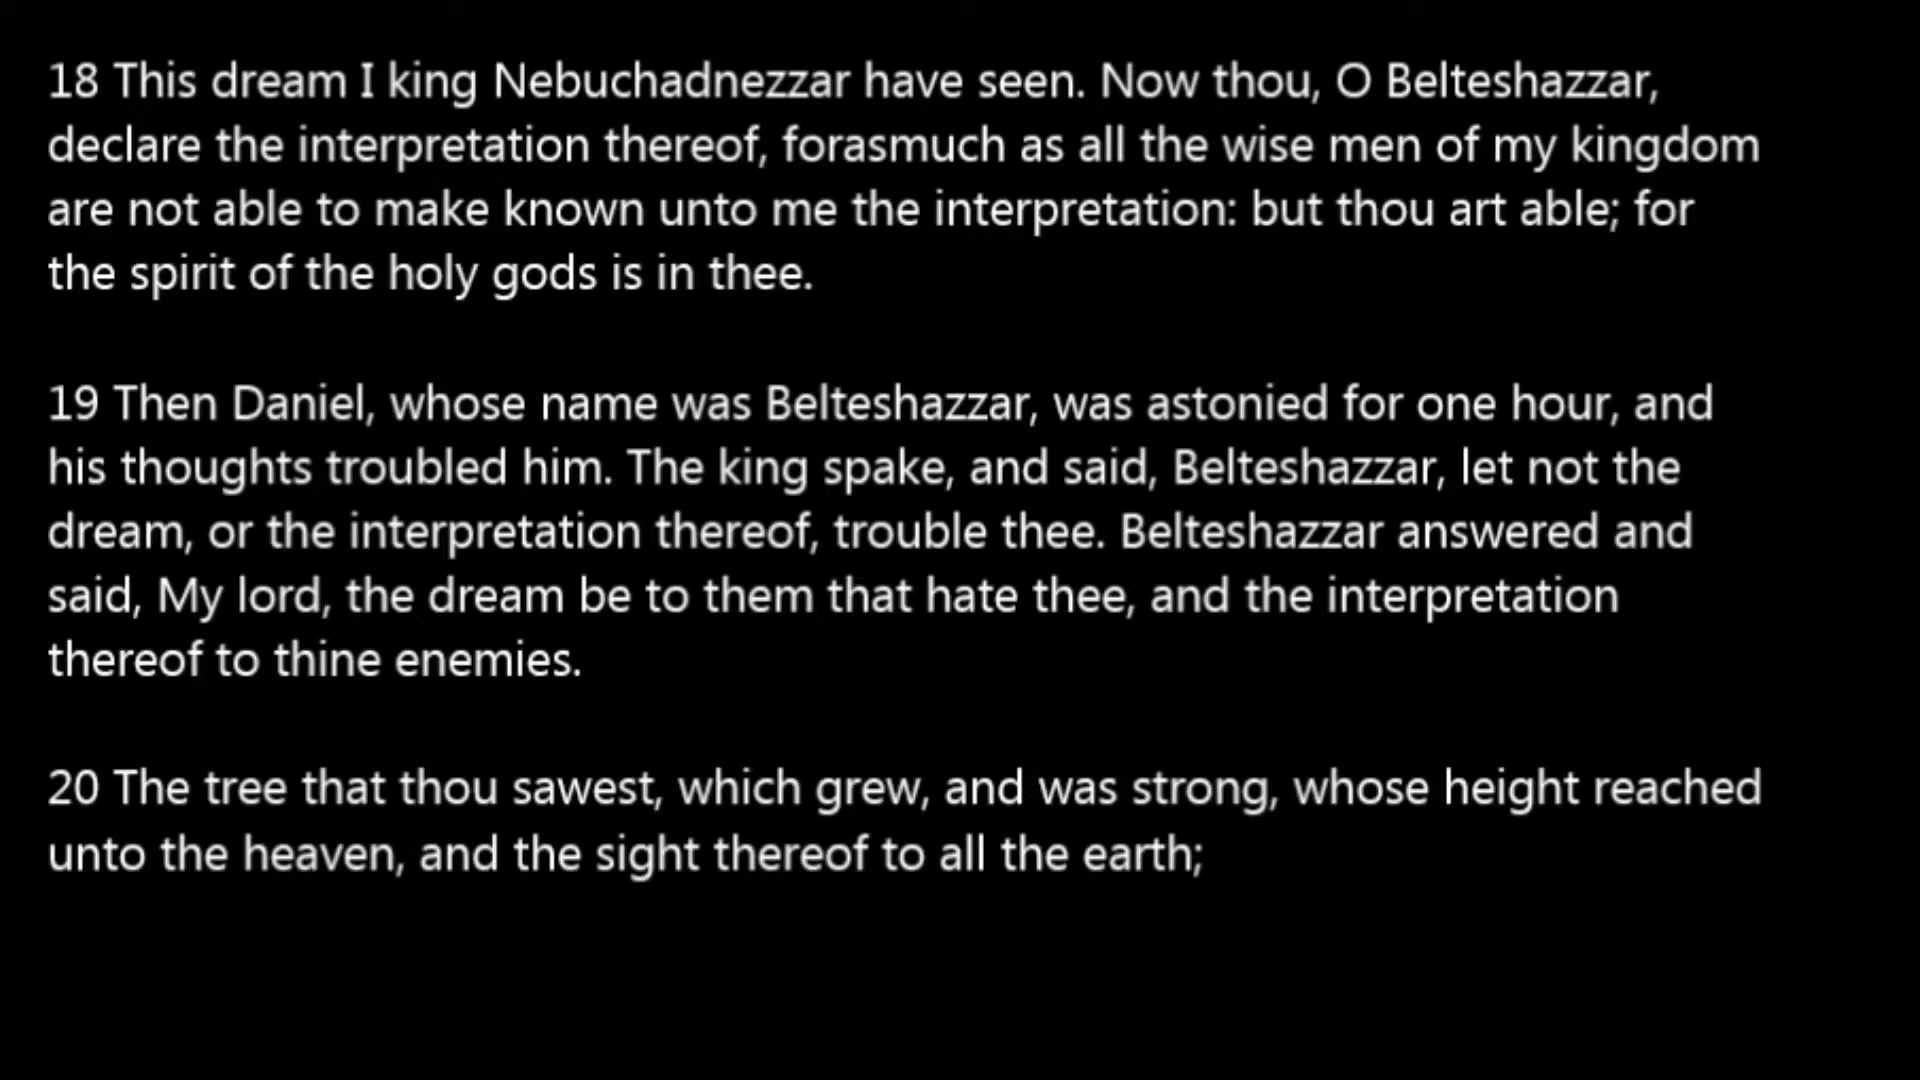 18 This dream I king Nebuchadnezzar have seen. Now thou, O Belteshazzar,
declare the interpretation thereof, forasmuch as all the wise men of my kingdom
are not able to make known unto me the interpretation: but thou art able; for
the spirit of the holy gods is in thee.
19 Then Daniel, whose name was Belteshazzar, was astonied for one hour, and
his thoughts troubled him. The king spake, and said, Belteshazzar, let not the
dream, or the interpretation thereof, trouble thee. Belteshazzar answered and
said, My lord, the dream be to them that hate thee, and the interpretation
thereof to thine enemies.
20 The tree that thou sawest, which grew, and was strong, whose height reached
unto the heaven, and the sight thereof to all the earth;